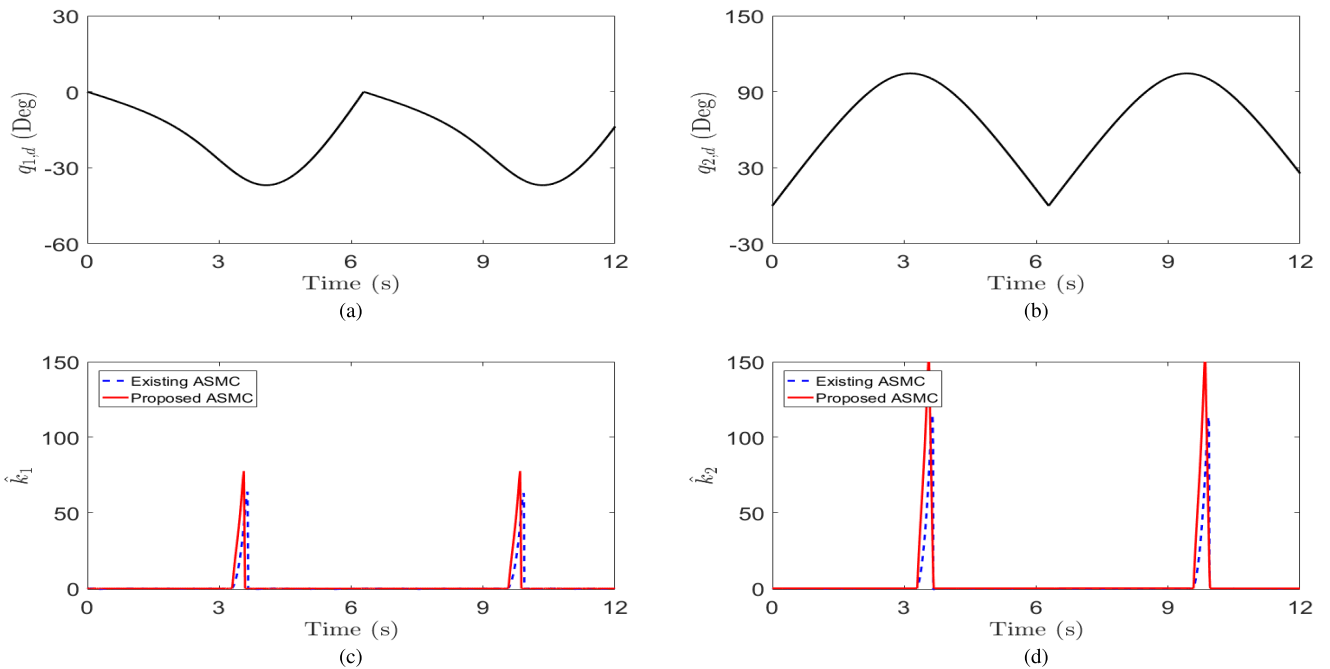 30
0
-30
-60
q1,d (Deg)
0 3 6 9 12
Time (s)
(a)
150
90
30
-30
q2,d (Deg)
0 3 6 9 12
Time (s)
(b)
150
100
50
0
k̂1
Existing ASMC
Proposed ASMC
0 3 6 9 12
Time (s)
(c)
150
100
50
0
k̂2
Existing ASMC
Proposed ASMC
0 3 6 9 12
Time (s)
(d)